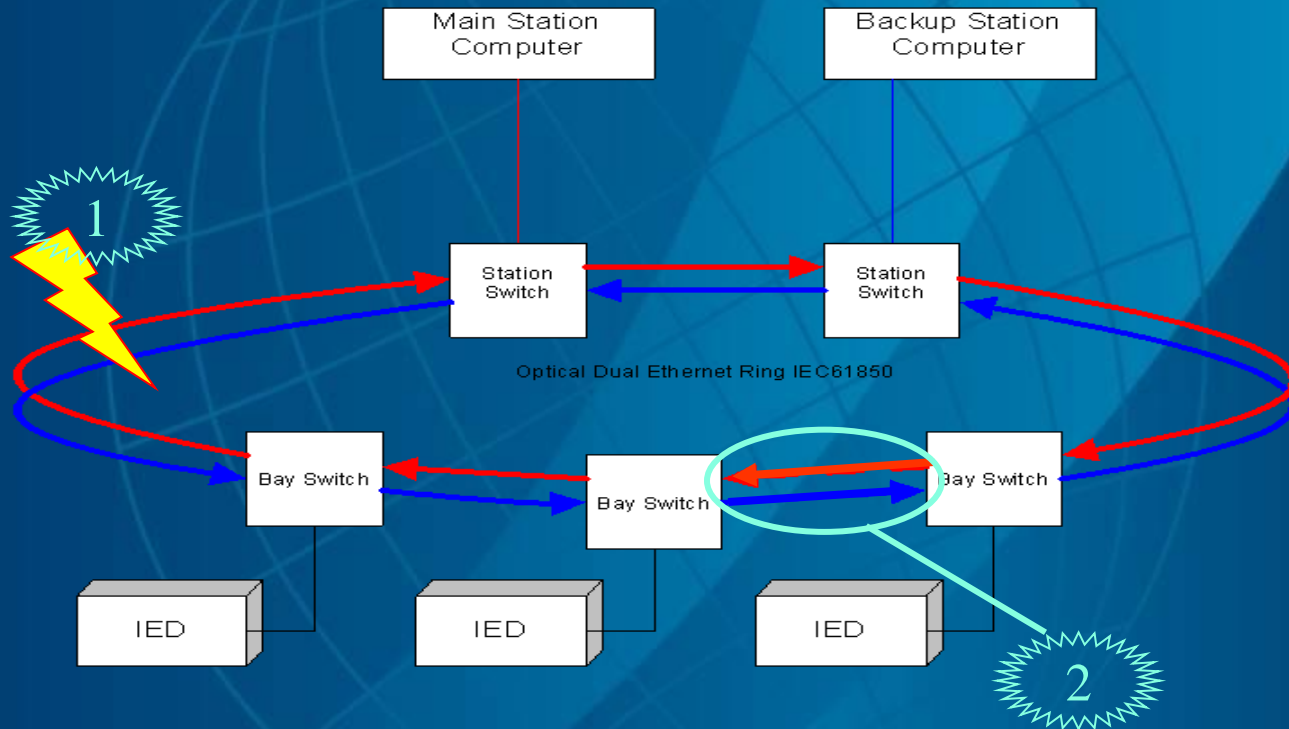 Main Station
Computer
Backup Station
Computer
1
Station
Switch
Station
Switch
Optical Dual Ethernet Ring IEC61850
Bay Switch
Bay Switch
Bay Switch
IED
IED
IED
2